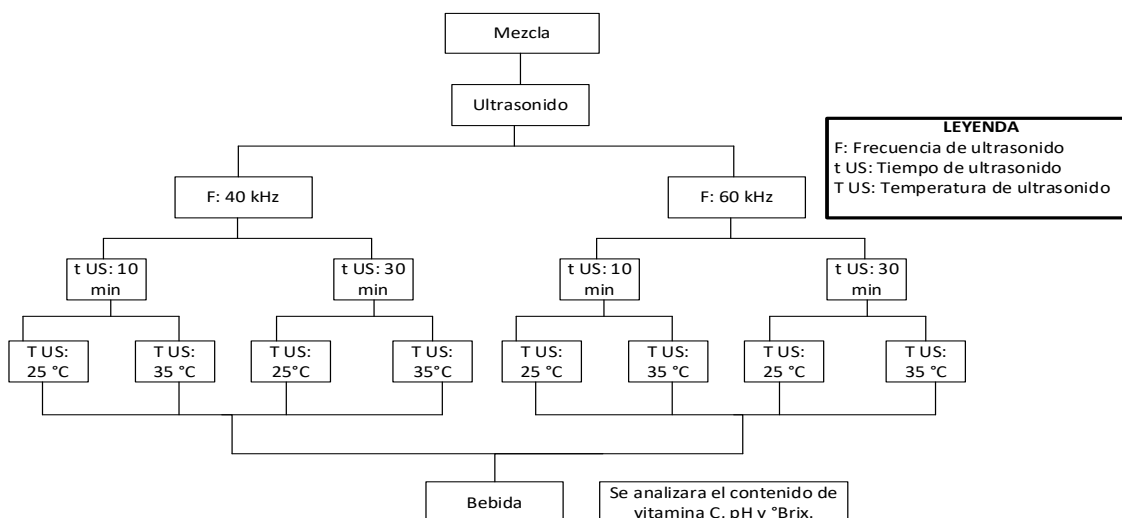 Mezcla
Ultrasonido
LEYENDA
F: Frecuencia de ultrasonido
t US: Tiempo de ultrasonido
T US: Temperatura de ultrasonido
F: 40 kHz
F: 60 kHz
t US: 10
min
t US: 30
min
t US: 10
min
t US: 30
min
T US:
25 °C
T US:
35 °C
T US:
25°C
T US:
35°C
T US:
25 °C
T US:
35 °C
T US:
25 °C
T US:
35 °C
Bebida
Se analizara el contenido de
vitamina C, pH y °Brix.